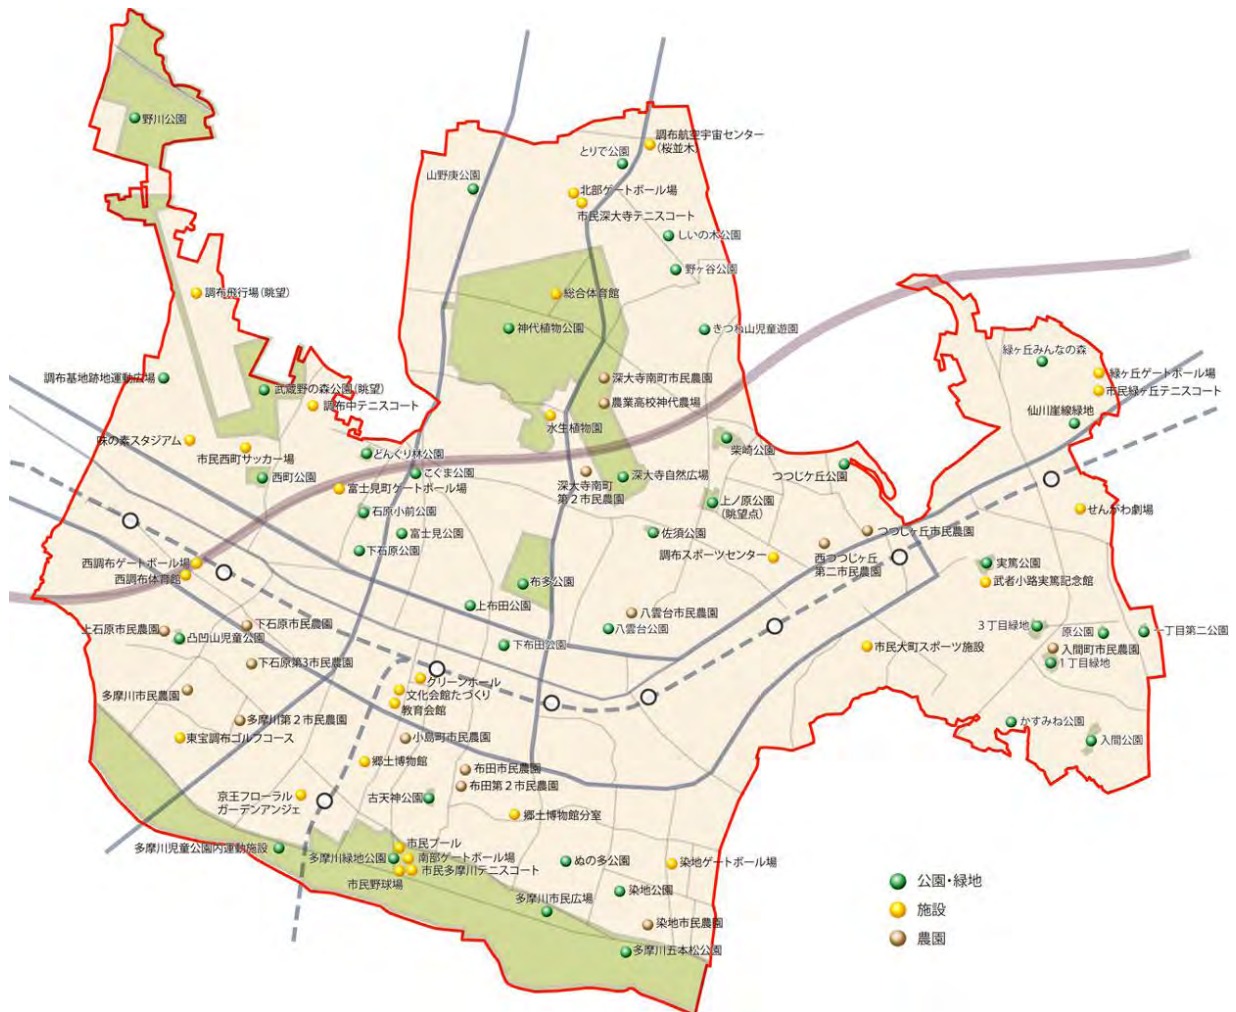 野川公園
調布航空宇宙センター
(桜並木)
とりで公園
山野庚公園
北部ゲートボール場
市民深大寺テニスコート
しいの木公園
野ヶ谷公園
調布飛行場(眺望)
総合体育館
神代植物公園
きつね山児童遊園
緑ヶ丘みんなの森
緑ヶ丘ゲートボール場
市民緑ヶ丘テニスコート
調布基地跡地運動広場
武蔵野の森公園(眺望)
深大寺南町市民農園
調布中テニスコート
農業高校神代農場
仙川崖線緑地
水生植物園
味の素スタジアム
市民西町サッカー場
どんぐり林公園
柴崎公園
西町公園
こぐま公園
つつじケ丘公園
富士見町ゲートボール場
深大寺南町
第2市民農園
深大寺自然広場
上ノ原公園
(眺望点)
石原小前公園
せんがわ劇場
富士見公園
佐須公園
つつじヶ丘市民農園
下石原公園
調布スポーツセンター
西つつじヶ丘
第二市民農園
西調布ゲートボール場
西調布体育館
実篤公園
武者小路実篤記念館
布多公園
上布田公園
八雲台市民農園
上石原市民農園
下石原市民農園
凸凹山児童公園
八雲台公園
3丁目緑地
原公園
一丁目第二公園
下布田公園
市民大町スポーツ施設
入間町市民農園
下石原第3市民農園
1丁目緑地
グリーンホール
多摩川市民農園
文化会館たづくり
教育会館
多摩川第2市民農園
かすみね公園
東宝調布ゴルフコース
小島町市民農園
入間公園
郷土博物館
布田市民農園
布田第2市民農園
京王フローラル
ガーデンアンジェ
古天神公園
郷土博物館分室
市民プール
多摩川児童公園内運動施設
多摩川緑地公園
南部ゲートボール場
市民多摩川テニスコート
ぬの多公園
染地ゲートボール場
市民野球場
公園・緑地
染地公園
多摩川市民広場
施設
染地市民農園
農園
多摩川五本松公園